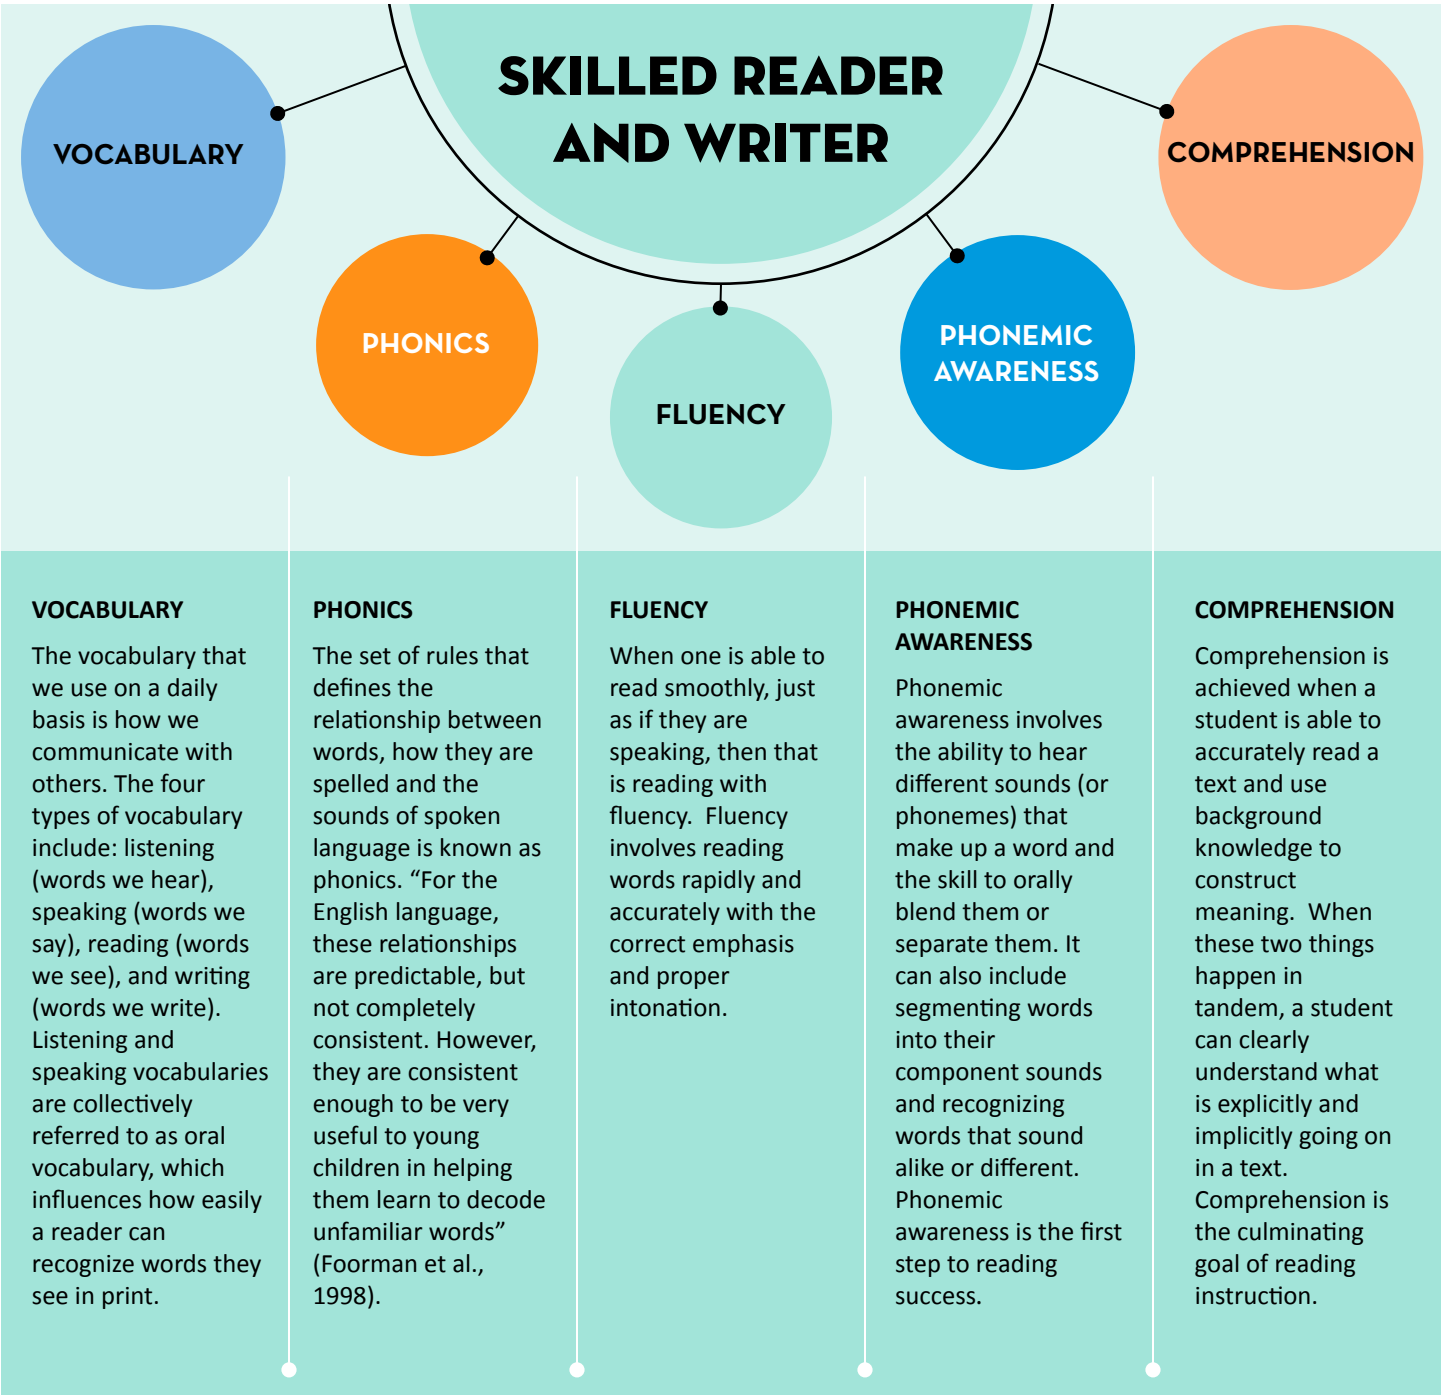 SKILLED READER
AND WRITER
VOCABULARY
PHONICS
FLUENCY
PHONEMIC
AWARENESS
COMPREHENSION
VOCABULARY
The vocabulary that
we use on a daily
basis is how we
communicate with
others. The four
types of vocabulary
include: listening
(words we hear),
speaking (words we
say), reading (words
we see), and writing
(words we write).
Listening and
speaking vocabularies
are collectively
referred to as oral
vocabulary, which
influences how easily
a reader can
recognize words they
see in print.
PHONICS
The set of rules that
defines the
relationship between
words, how they are
spelled and the
sounds of spoken
language is known as
phonics. “For the
English language,
these relationships
are predictable, but
not completely
consistent. However,
they are consistent
enough to be very
useful to young
children in helping
them learn to decode
unfamiliar words”
(Foorman et al.,
1998).
FLUENCY
When one is able to
read smoothly, just
as if they are
speaking, then that
is reading with
fluency.  Fluency
involves reading
words rapidly and
accurately with the
correct emphasis
and proper
intonation.
PHONEMIC
AWARENESS
Phonemic
awareness involves
the ability to hear
different sounds (or
phonemes) that
make up a word and
the skill to orally
blend them or
separate them. It
can also include
segmenting words
into their
component sounds
and recognizing
words that sound
alike or different.
Phonemic
awareness is the first
step to reading
success.
COMPREHENSION
Comprehension is
achieved when a
student is able to
accurately read a
text and use
background
knowledge to
construct
meaning.  When
these two things
happen in
tandem, a student
can clearly
understand what
is explicitly and
implicitly going on
in a text.
Comprehension is
the culminating
goal of reading
instruction.